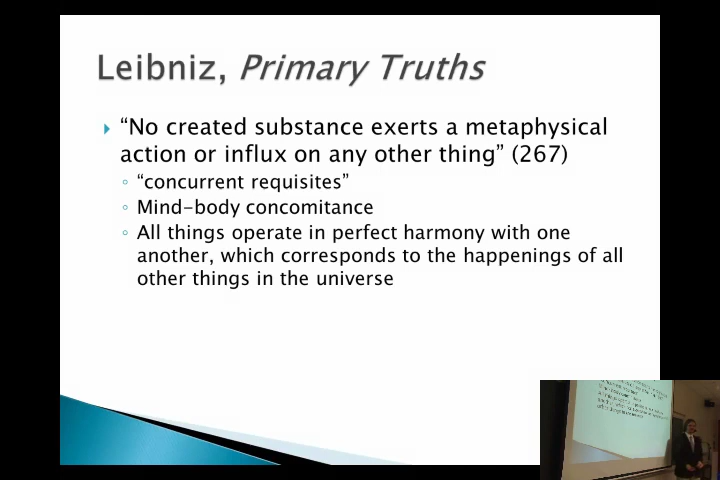 Leibniz, Primary Truths
“No created substance exerts a metaphysical
action or influx on any other thing” (267)
“concurrent requisites”
Mind-body concomitance
All things operate in perfect harmony with one
another, which corresponds to the happenings of all
other things in the universe